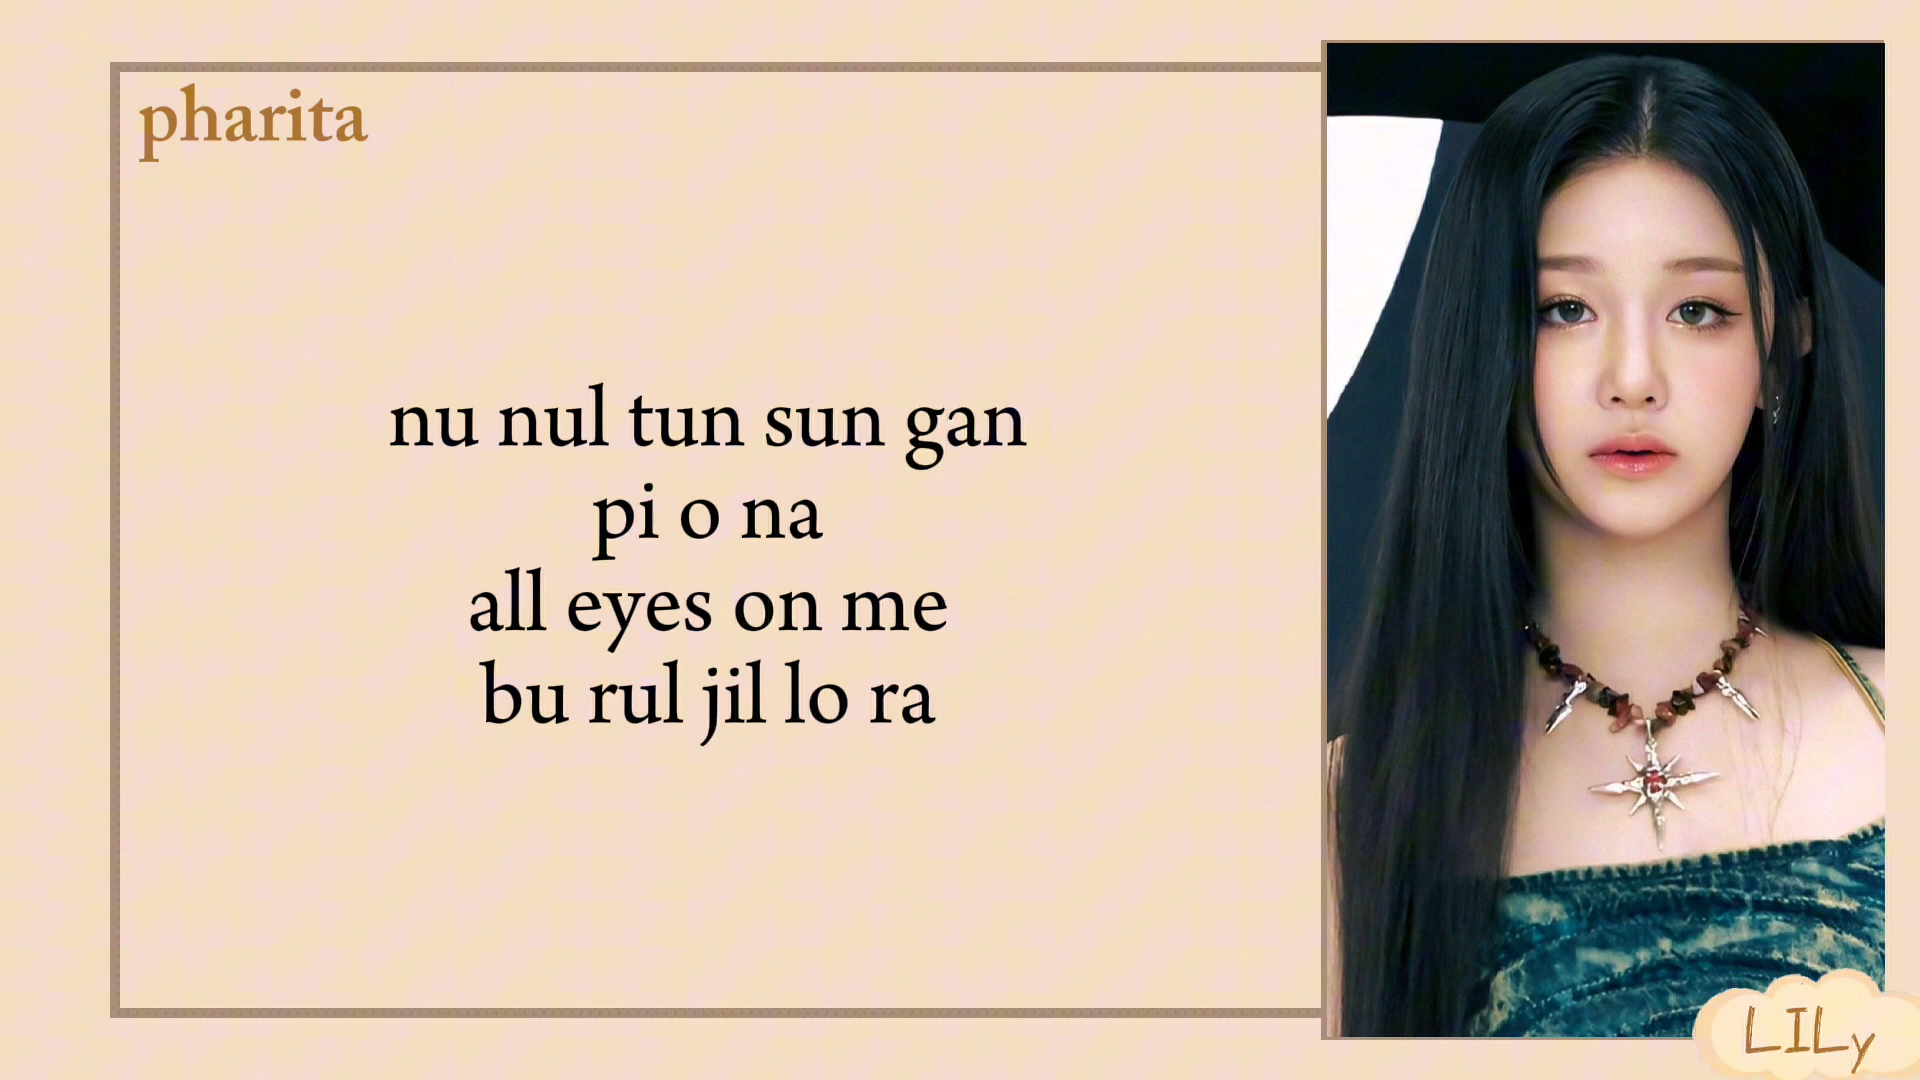 pharita
nu nul tun sun gan
pi o na
all eyes on me
bu rul jil lo ra
LILy